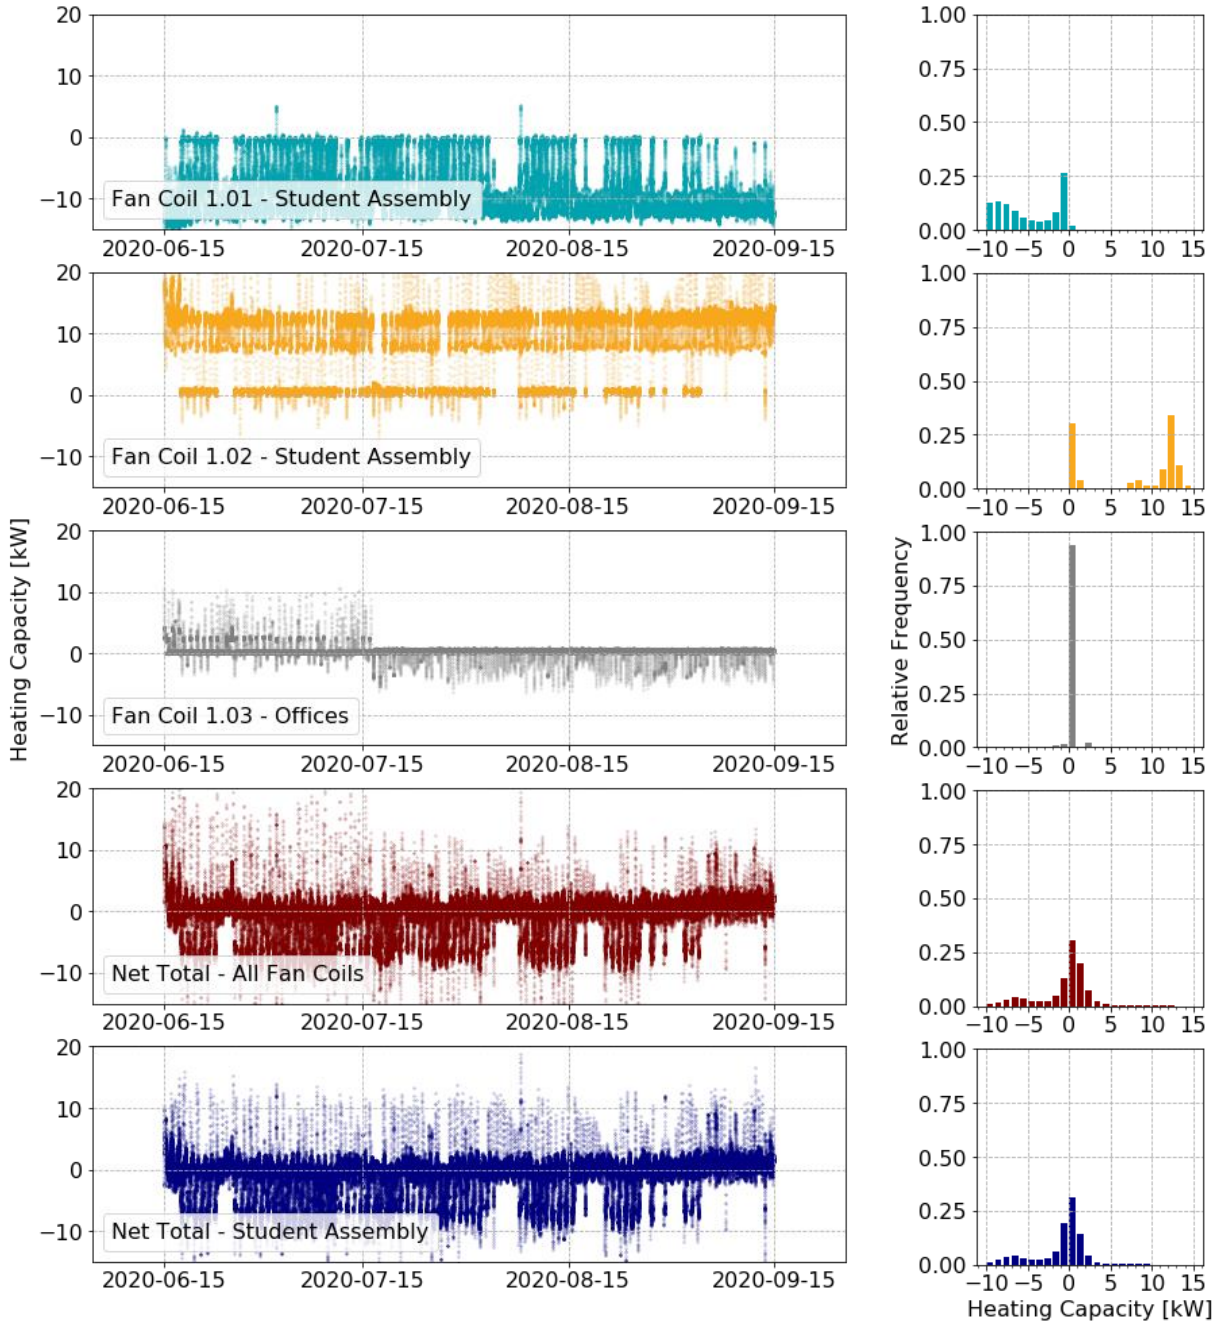 20
10
0
−10
Fan Coil 1.01 - Student Assembly
2020-06-15 2020-07-15 2020-08-15 2020-09-15
1.00
0.75
0.50
0.25
0.00
−10 −5 0 5 10 15
20
10
0
−10
Fan Coil 1.02 - Student Assembly
2020-06-15 2020-07-15 2020-08-15 2020-09-15
1.00
0.75
0.50
0.25
0.00
−10 −5 0 5 10 15
Heating Capacity [kW]
20
10
0
−10
Fan Coil 1.03 - Offices
2020-06-15 2020-07-15 2020-08-15 2020-09-15
Relative Frequency
1.00
0.75
0.50
0.25
0.00
−10 −5 0 5 10 15
20
10
0
−10
Net Total - All Fan Coils
2020-06-15 2020-07-15 2020-08-15 2020-09-15
1.00
0.75
0.50
0.25
0.00
−10 −5 0 5 10 15
20
10
0
−10
Net Total - Student Assembly
2020-06-15 2020-07-15 2020-08-15 2020-09-15
1.00
0.75
0.50
0.25
0.00
−10 −5 0 5 10 15
Heating Capacity [kW]